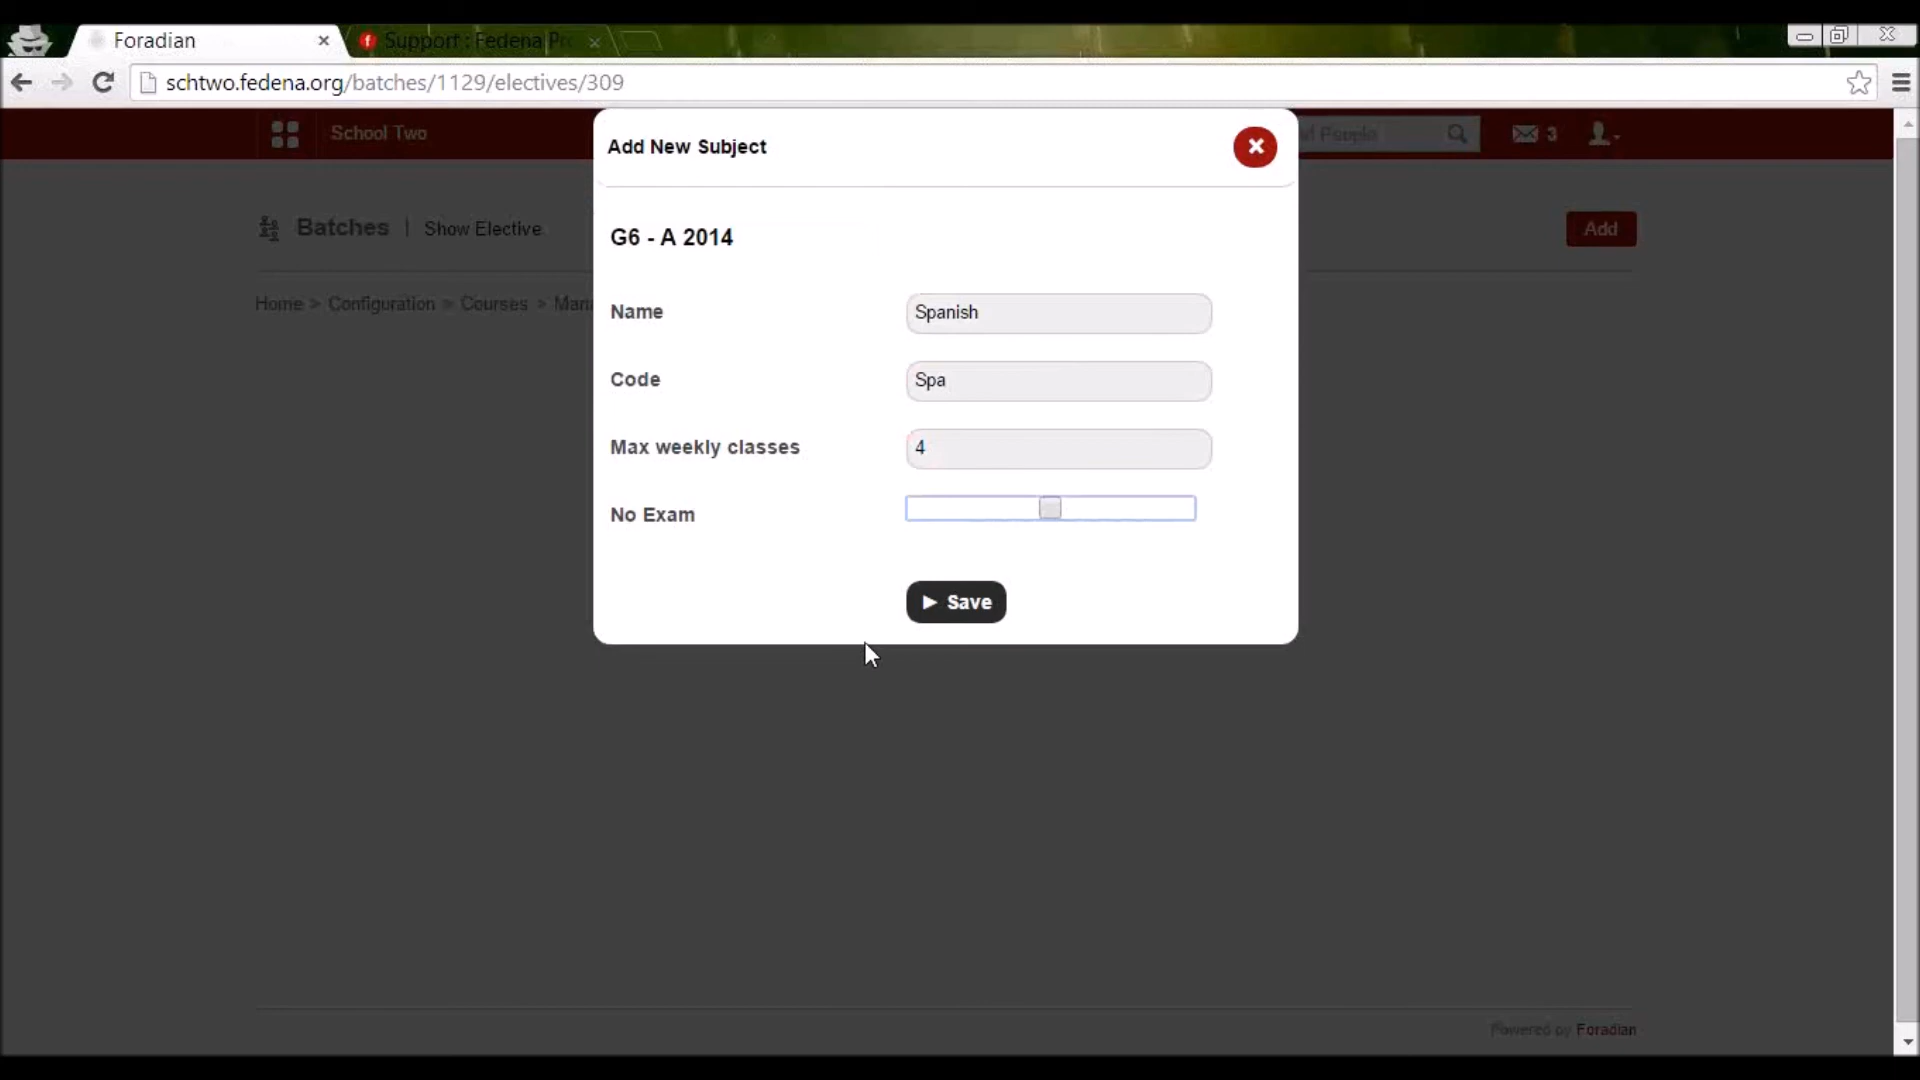 Foradian
Support : Fedena Pro
schtwo.fedena.org/batches/1129/electives/309
School Two
Add New Subject
d People
3
Batches | Show Elective
Add
G6 - A 2014
Home > Configuration > Courses > Man
Name Spanish
Code Spa
Max weekly classes 4
No Exam
Save
Powered by Foradian